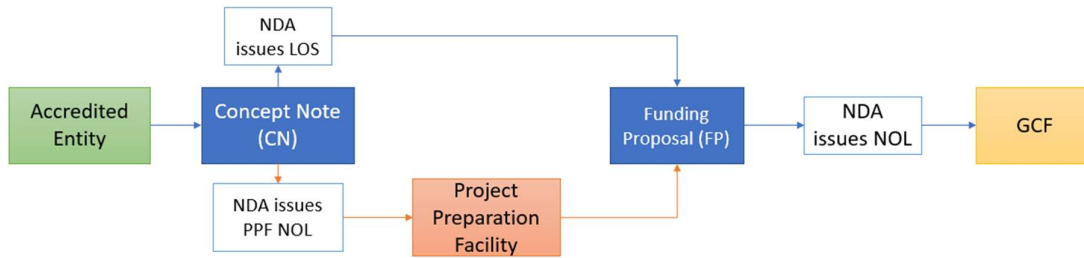 NDA
issues LOS
Accredited
Entity
Concept Note
(CN)
Funding
Proposal (FP)
NDA
issues NOL
GCF
NDA issues
PPF NOL
Project
Preparation
Facility